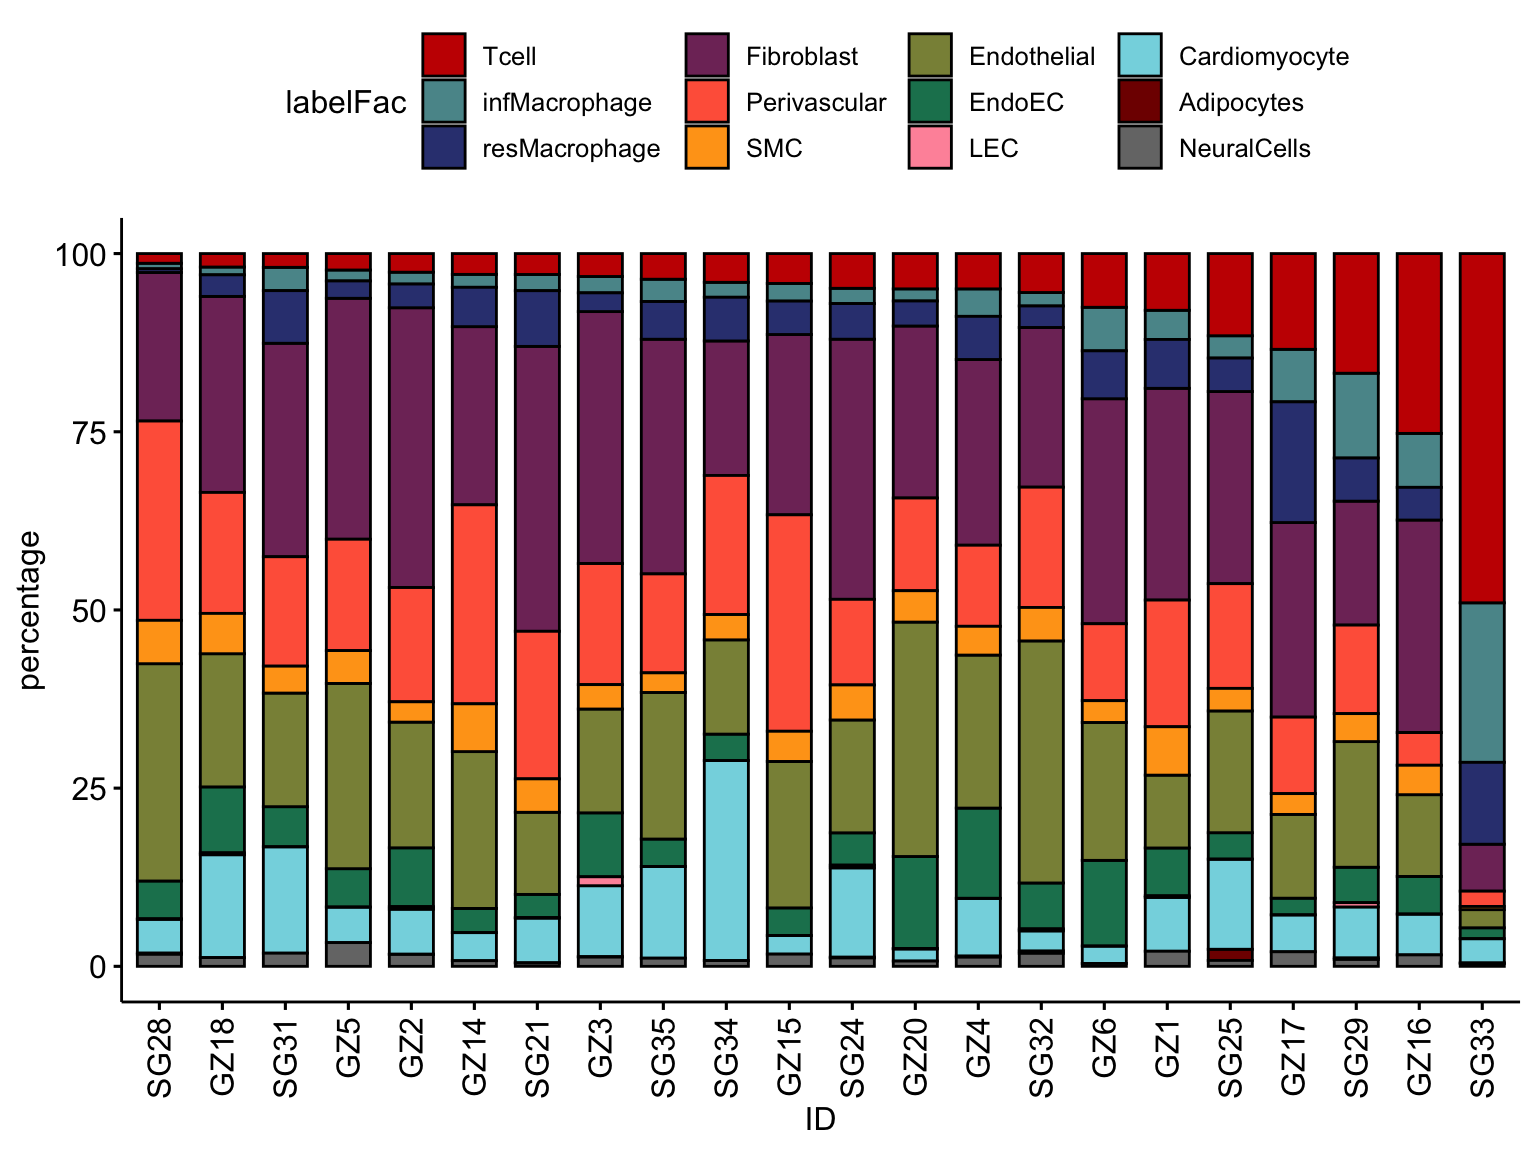 labelFac
Tcell Fibroblast Endothelial Cardiomyocyte
infMacrophage Perivascular EndoEC Adipocytes
resMacrophage SMC LEC NeuralCells
percentage
100
75
50
25
0
SG28 GZ18 SG31 GZ5 GZ2 GZ14 SG21 GZ3 SG35 SG34 GZ15 SG24 GZ20 GZ4 SG32 GZ6 GZ1 SG25 GZ17 SG29 GZ16 SG33
ID